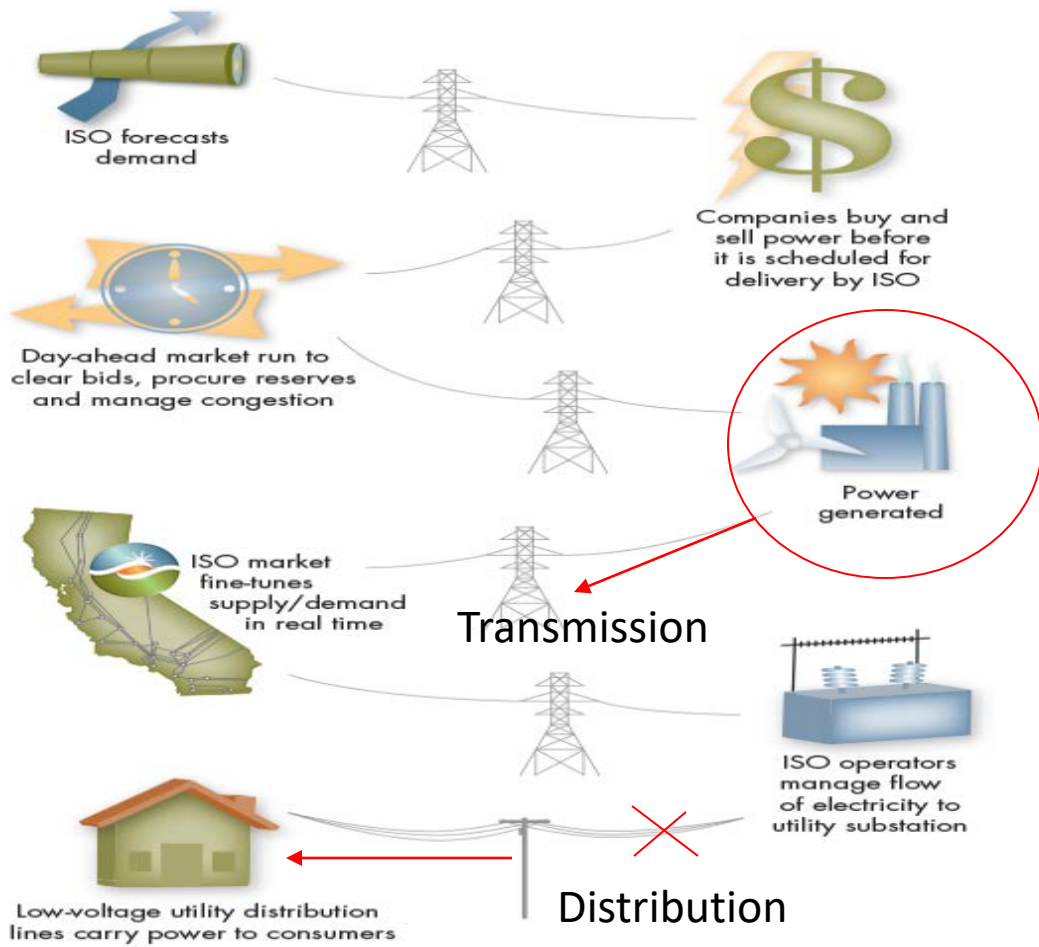 ISO forecasts
demand
$
Companies buy and
sell power before
it is scheduled for
delivery by ISO
Day-ahead market run to
clear bids, procure reserves
and manage congestion
Power
generated
ISO market
fine-tunes
supply/demand
in real time
Transmission
ISO operators
manage flow
of electricity to
utility substation
Distribution
Low-voltage utility distribution
lines carry power to consumers